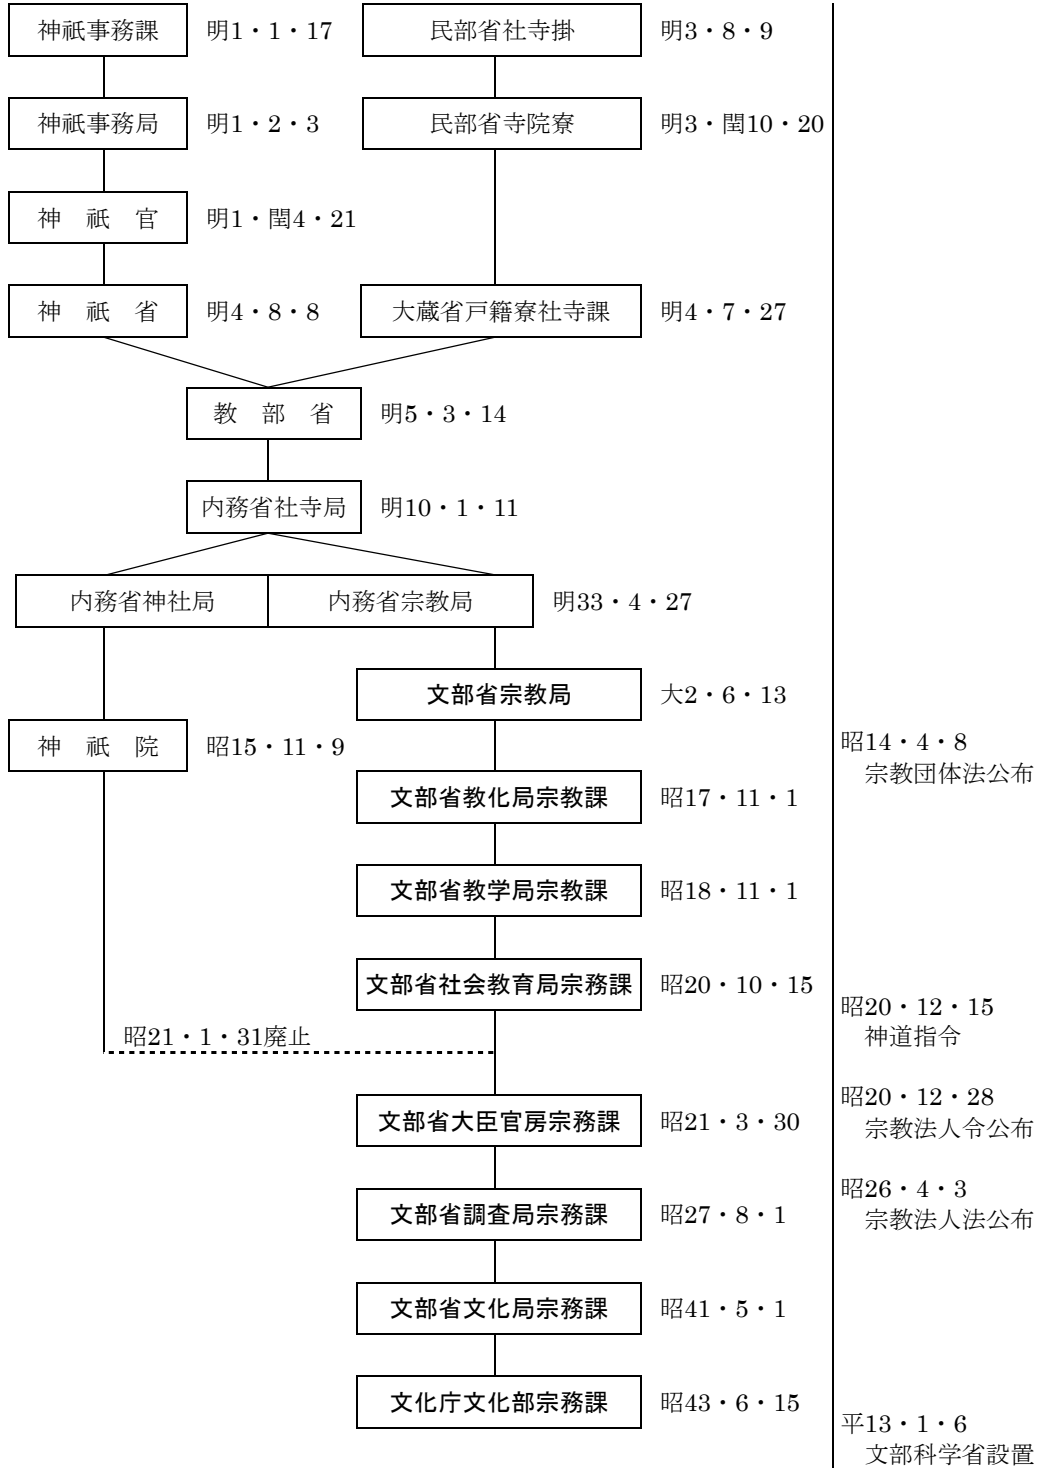 神祇事務課 明1・1・17 民部省社寺掛 明3・8・9
神祇事務局 明1・2・3 民部省寺院寮 明3・閏10・20
神 祇 官 明1・閏4・21
神 祇 省 明4・8・8 大蔵省戸籍寮社寺課 明4・7・27
教 部 省 明5・3・14
内務省社寺局 明10・1・11
内務省神社局 内務省宗教局 明33・4・27
文部省宗教局 大2・6・13
神 祇 院 昭15・11・9
昭14・4・8
宗教団体法公布
文部省教化局宗教課 昭17・11・1
文部省教学局宗教課 昭18・11・1
文部省社会教育局宗務課 昭20・10・15
昭20・12・15
神道指令
昭21・1・31廃止
昭20・12・28
宗教法人令公布
文部省大臣官房宗務課 昭21・3・30
昭26・4・3
宗教法人法公布
文部省調査局宗務課 昭27・8・1
文部省文化局宗務課 昭41・5・1
文化庁文化部宗務課 昭43・6・15
平13・1・6
文部科学省設置